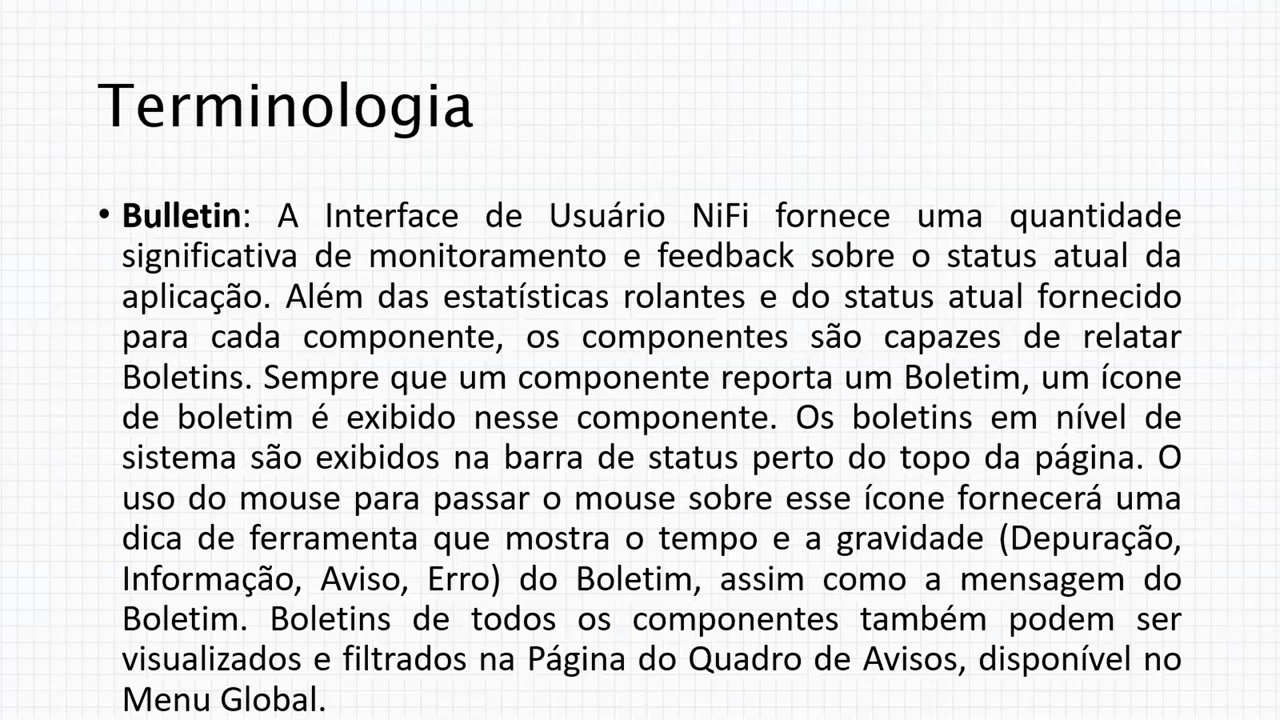 Terminologia
• Bulletin: A Interface de Usuário NiFi fornece uma quantidade
significativa de monitoramento e feedback sobre o status atual da
aplicação. Além das estatísticas rolantes e do status atual fornecido
para cada componente, os componentes são capazes de relatar
Boletins. Sempre que um componente reporta um Boletim, um ícone
de boletim é exibido nesse componente. Os boletins em nível de
sistema são exibidos na barra de status perto do topo da página. O
uso do mouse para passar o mouse sobre esse ícone fornecerá uma
dica de ferramenta que mostra o tempo e a gravidade (Depuração,
Informação, Aviso, Erro) do Boletim, assim como a mensagem do
Boletim. Boletins de todos os componentes também podem ser
visualizados e filtrados na Página do Quadro de Avisos, disponível no
Menu Global.